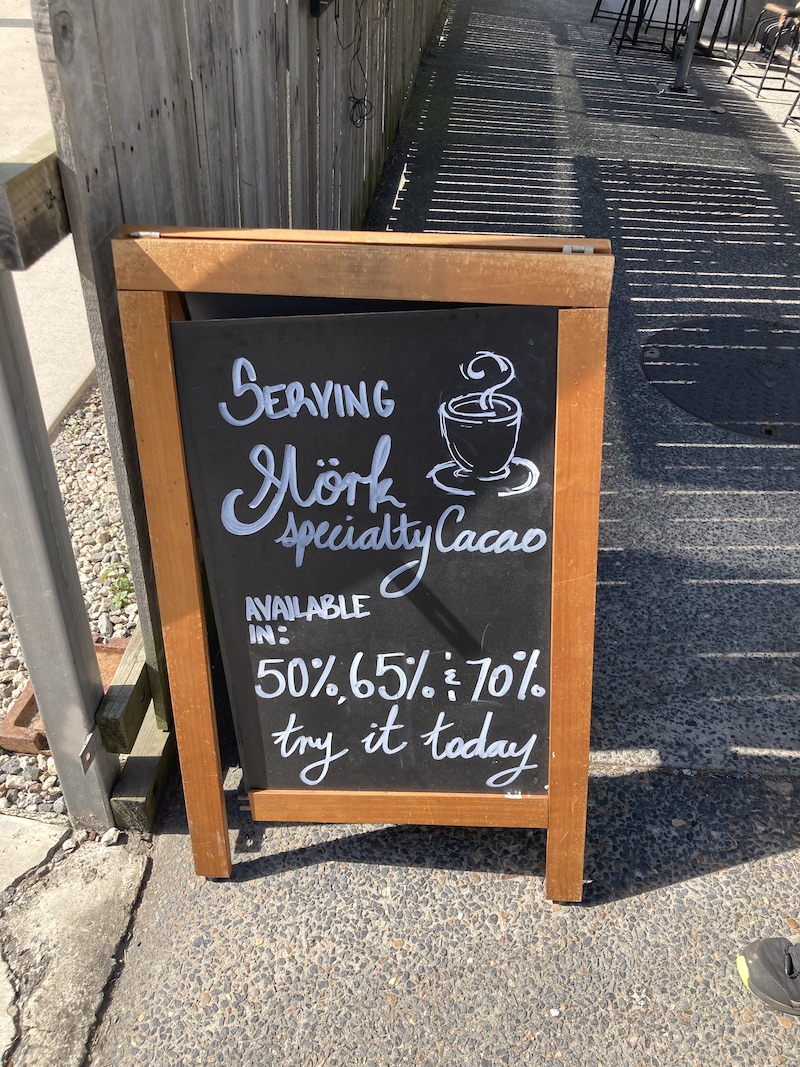 SERVING
Mörk
specialty Cacao
AVAILABLE
IN:
50%, 65% & 70%
try it today